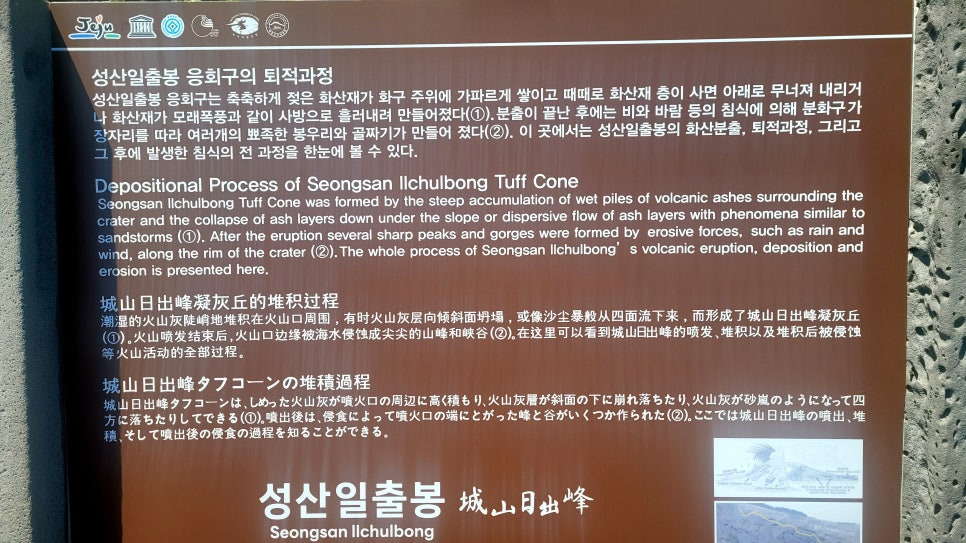 Jeju
성산일출봉 응회구의 퇴적과정
성산일출봉 응회구는 축축하게 젖은 화산재가 화구 주위에 가파르게 쌓이고 때때로 화산재 층이 사면 아래로 무너져 내리거
나 화산재가 모래폭풍과 같이 사방으로 흘러내려 만들어졌다(①). 분출이 끝난 후에는 비와 바람 등의 침식에 의해 분화구 가
장자리를 따라 여러개의 뾰족한 봉우리와 골짜기가 만들어 졌다(②). 이 곳에서는 성산일출봉의 화산분출, 퇴적과정, 그리고
그 후에 발생한 침식의 전 과정을 한눈에 볼 수 있다.
Depositional Process of Seongsan Ilchulbong Tuff Cone
Seongsan Ilchulbong Tuff Cone was formed by the steep accumulation of wet piles of volcanic ashes surrounding the
crater and the collapse of ash layers down under the slope or dispersive flow of ash layers with phenomena similar to
sandstorms (①). After the eruption several sharp peaks and gorges were formed by erosive forces, such as rain and
wind, along the rim of the crater (②). The whole process of Seongsan Ilchulbong's volcanic eruption, deposition and
erosion is presented here.
城山日出峰凝灰丘的堆积过程
潮湿的火山灰陡峭地堆积在火山口周围，有时火山灰层向倾斜面坍塌，或像沙尘暴般从四面流下来，而形成了城山日出峰凝灰丘
(①)。火山喷发结束后，火山口边缘被海水侵蚀成尖尖的山峰和峡谷(②)。在这里可以看到城山日出峰的喷发、堆积以及堆积后被侵蚀
等火山活动的全部过程。
城山日出峰タフコーンの堆積過程
城山日出峰タフコーンは、しめった火山灰が噴火口の周辺に高く積もり、火山灰層が斜面の下に崩れ落ちたり、火山灰が砂嵐のようになって四
方に落ちたりしてできる(①)。噴出後は、侵食によって噴火口の端にとがった峰と谷がいくつか作られた(②)。ここでは城山日出峰の噴出、堆
積、そして噴出後の侵食の過程を知ることができる。
성산일출봉 城山日出峰
Seongsan Ilchulbong